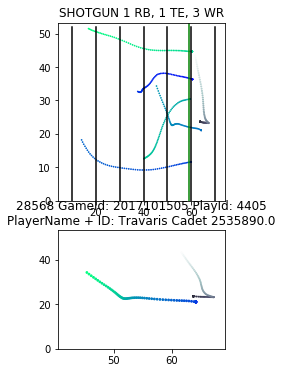 SHOTGUN 1 RB, 1 TE, 3 WR
50
40
30
20
10
0
20 40 60
28568 GameId: 2017101505 PlayId: 4405
PlayerName + ID: Travaris Cadet 2535890.0
40
20
0
50 60